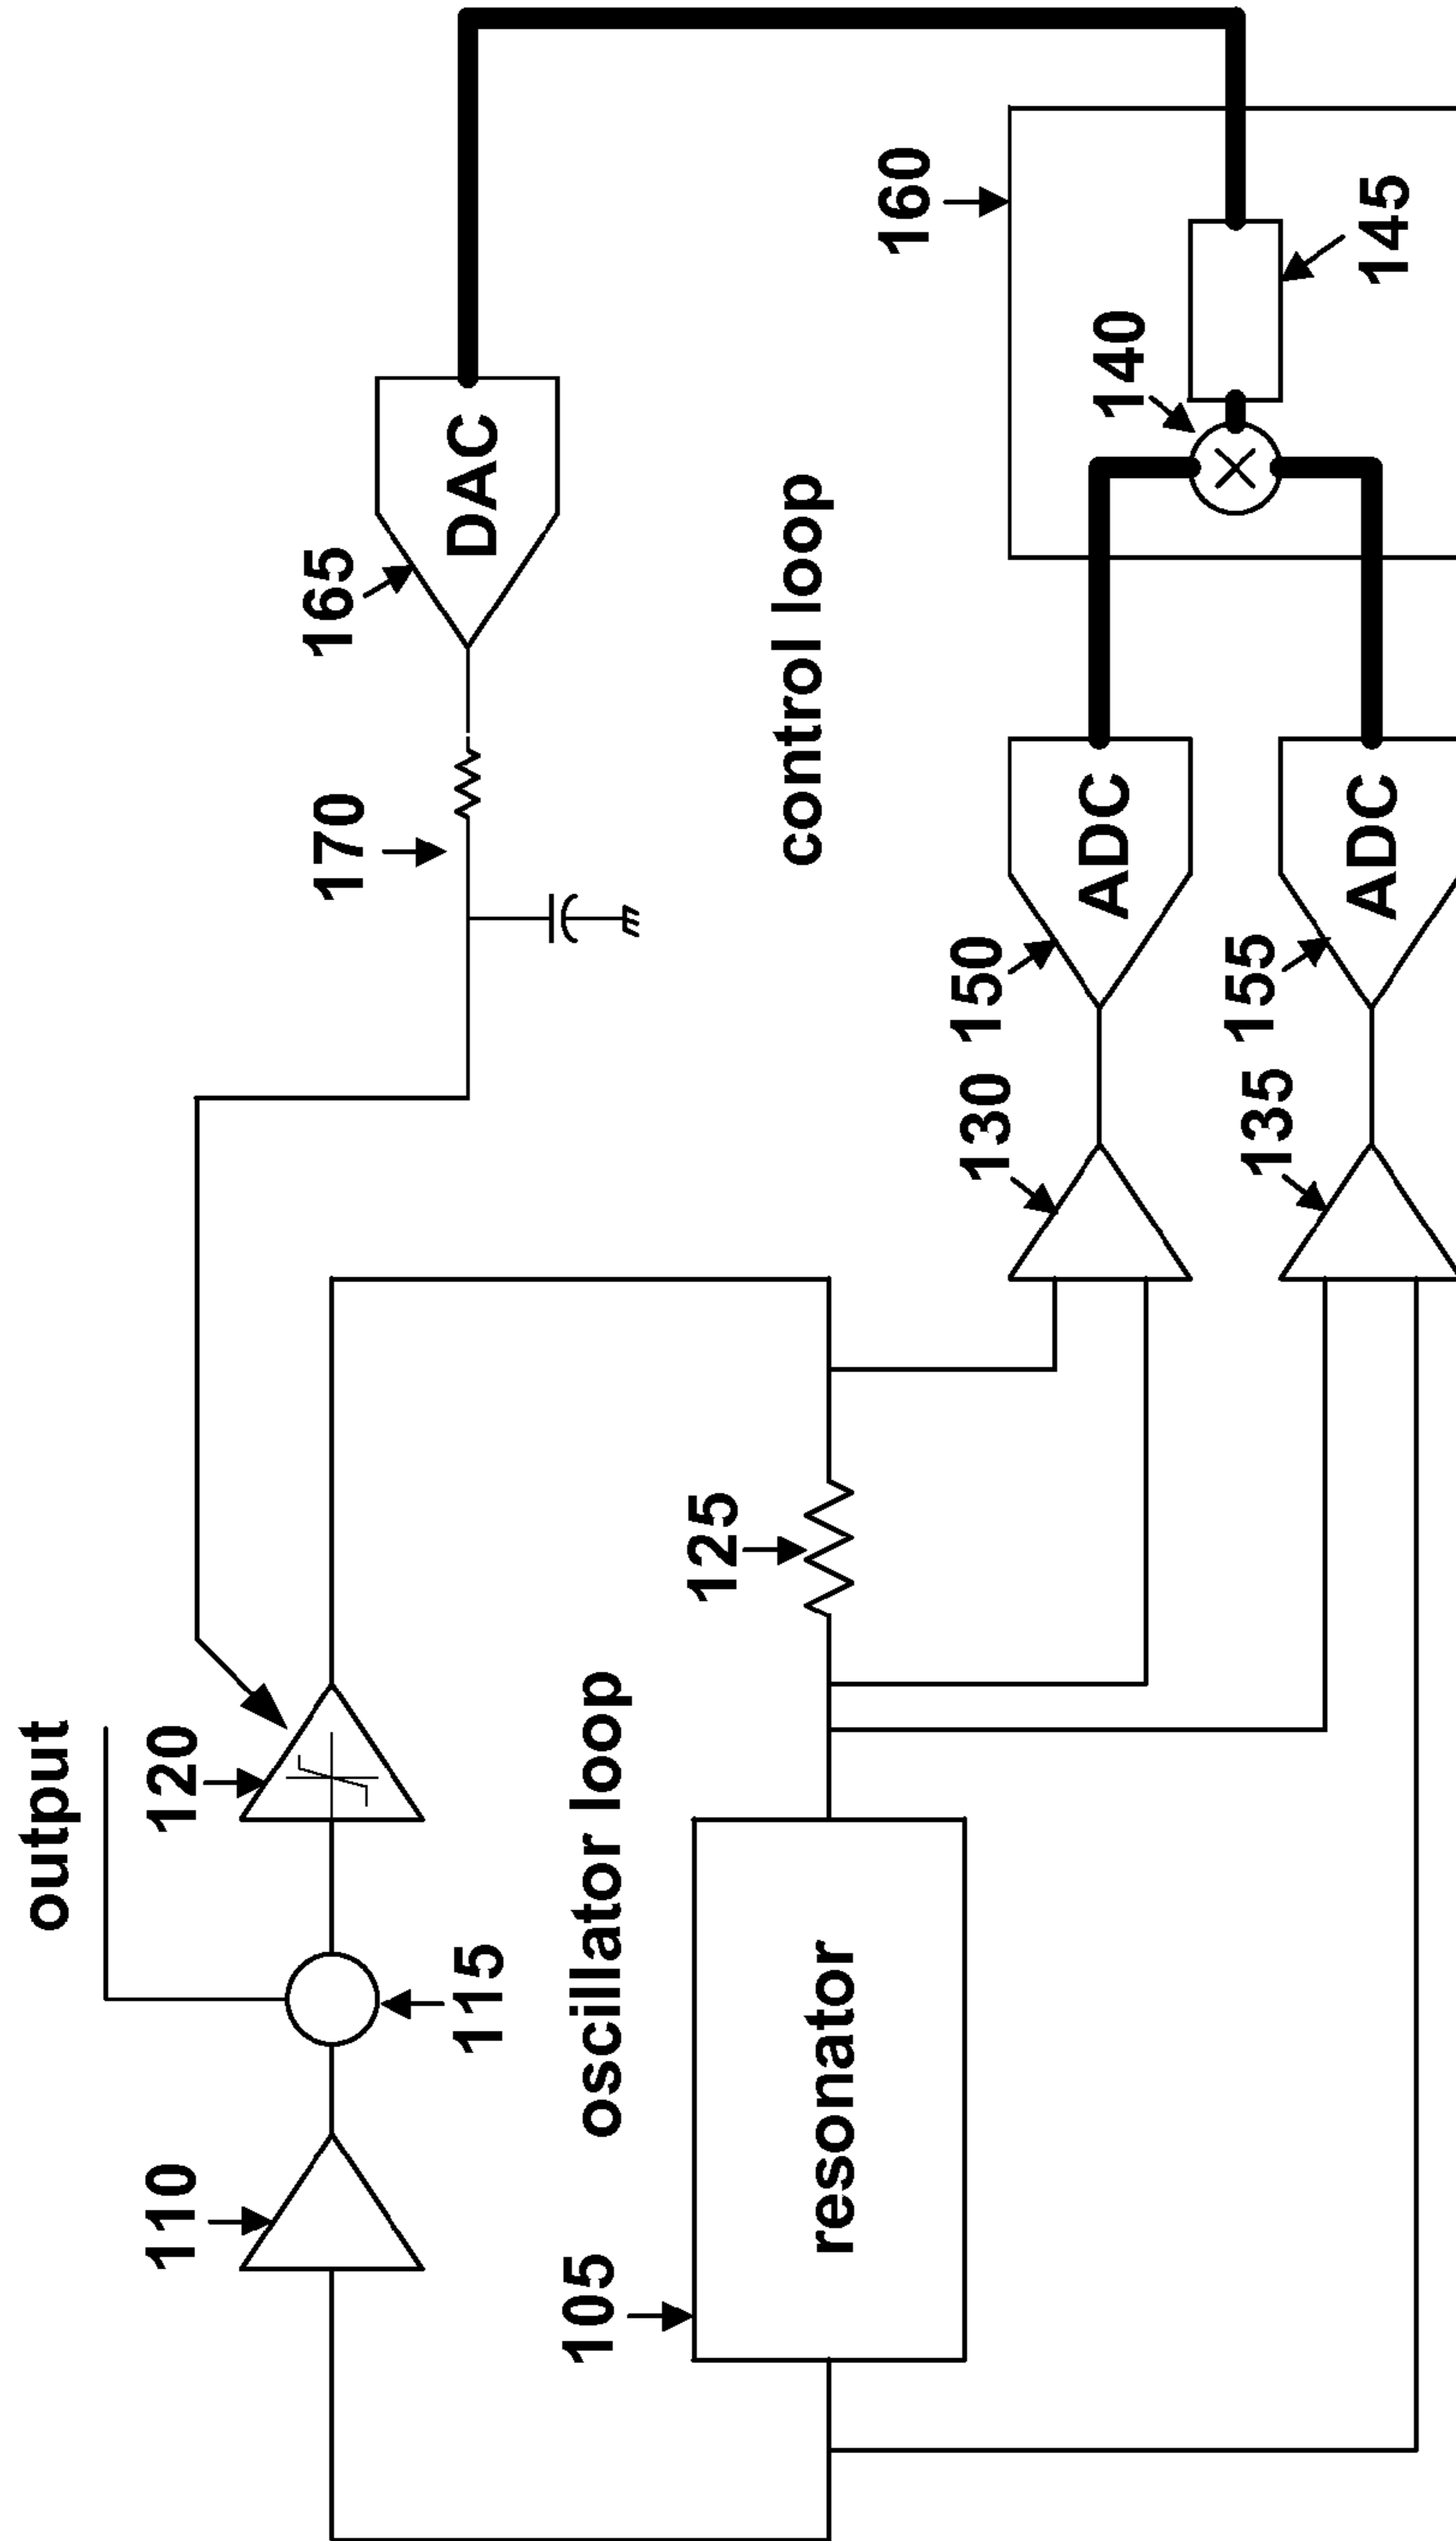 output
110
115
120
105
oscillator loop
resonator
125
170
165
DAC
control loop
130
150
ADC
135
155
ADC
160
140
145